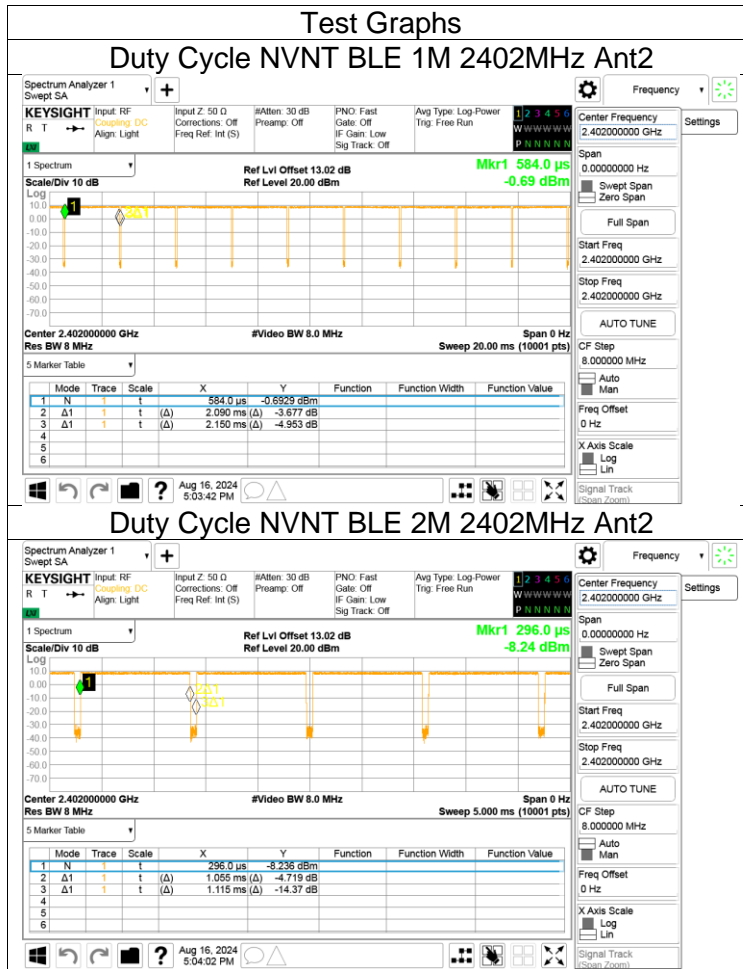 Test Graphs
Duty Cycle NVNT BLE 1M 2402MHz Ant2
Spectrum Analyzer 1
Swept SA
Frequency
Settings
KEYSIGHT
R T
LXI
Input: RF
Coupling: DC
Align: Light
Input Z: 50 Ω
Corrections: Off
Freq Ref: Int (S)
#Atten: 30 dB
Preamp: Off
PNO: Fast
Gate: Off
IF Gain: Low
Sig Track: Off
Avg Type: Log-Power
Trig: Free Run
1 2 3 4 5 6
W W W W W W
P N N N N N
1 Spectrum
Scale/Div 10 dB
Ref Lvl Offset 13.02 dB
Ref Level 20.00 dBm
Mkr1 584.0 µs
-0.69 dBm
Log
10.0
0.00
-10.0
-20.0
-30.0
-40.0
-50.0
-60.0
-70.0
1
3Δ1
Center 2.402000000 GHz
Res BW 8 MHz
#Video BW 8.0 MHz
Span 0 Hz
Sweep 20.00 ms (10001 pts)
5 Marker Table
Mode Trace Scale X Y Function Function Width Function Value
1 N 1 t 584.0 µs -0.6929 dBm
2 Δ1 1 t (Δ) 2.090 ms (Δ) -3.677 dB
3 Δ1 1 t (Δ) 2.150 ms (Δ) -4.953 dB
4
5
6
Aug 16, 2024
5:03:42 PM
Center Frequency
2.402000000 GHz
Span
0.00000000 Hz
Swept Span
Zero Span
Full Span
Start Freq
2.402000000 GHz
Stop Freq
2.402000000 GHz
AUTO TUNE
CF Step
8.000000 MHz
Auto
Man
Freq Offset
0 Hz
X Axis Scale
Log
Lin
Signal Track
(Span Zoom)
Duty Cycle NVNT BLE 2M 2402MHz Ant2
Spectrum Analyzer 1
Swept SA
Frequency
Settings
KEYSIGHT
R T
LXI
Input: RF
Coupling: DC
Align: Light
Input Z: 50 Ω
Corrections: Off
Freq Ref: Int (S)
#Atten: 30 dB
Preamp: Off
PNO: Fast
Gate: Off
IF Gain: Low
Sig Track: Off
Avg Type: Log-Power
Trig: Free Run
1 2 3 4 5 6
W W W W W W
P N N N N N
1 Spectrum
Scale/Div 10 dB
Ref Lvl Offset 13.02 dB
Ref Level 20.00 dBm
Mkr1 296.0 µs
-8.24 dBm
Log
10.0
0.00
-10.0
-20.0
-30.0
-40.0
-50.0
-60.0
-70.0
1
2Δ1
3Δ1
Center 2.402000000 GHz
Res BW 8 MHz
#Video BW 8.0 MHz
Span 0 Hz
Sweep 5.000 ms (10001 pts)
5 Marker Table
Mode Trace Scale X Y Function Function Width Function Value
1 N 1 t 296.0 µs -8.236 dBm
2 Δ1 1 t (Δ) 1.055 ms (Δ) -4.719 dB
3 Δ1 1 t (Δ) 1.115 ms (Δ) -14.37 dB
4
5
6
Aug 16, 2024
5:04:02 PM
Center Frequency
2.402000000 GHz
Span
0.00000000 Hz
Swept Span
Zero Span
Full Span
Start Freq
2.402000000 GHz
Stop Freq
2.402000000 GHz
AUTO TUNE
CF Step
8.000000 MHz
Auto
Man
Freq Offset
0 Hz
X Axis Scale
Log
Lin
Signal Track
(Span Zoom)